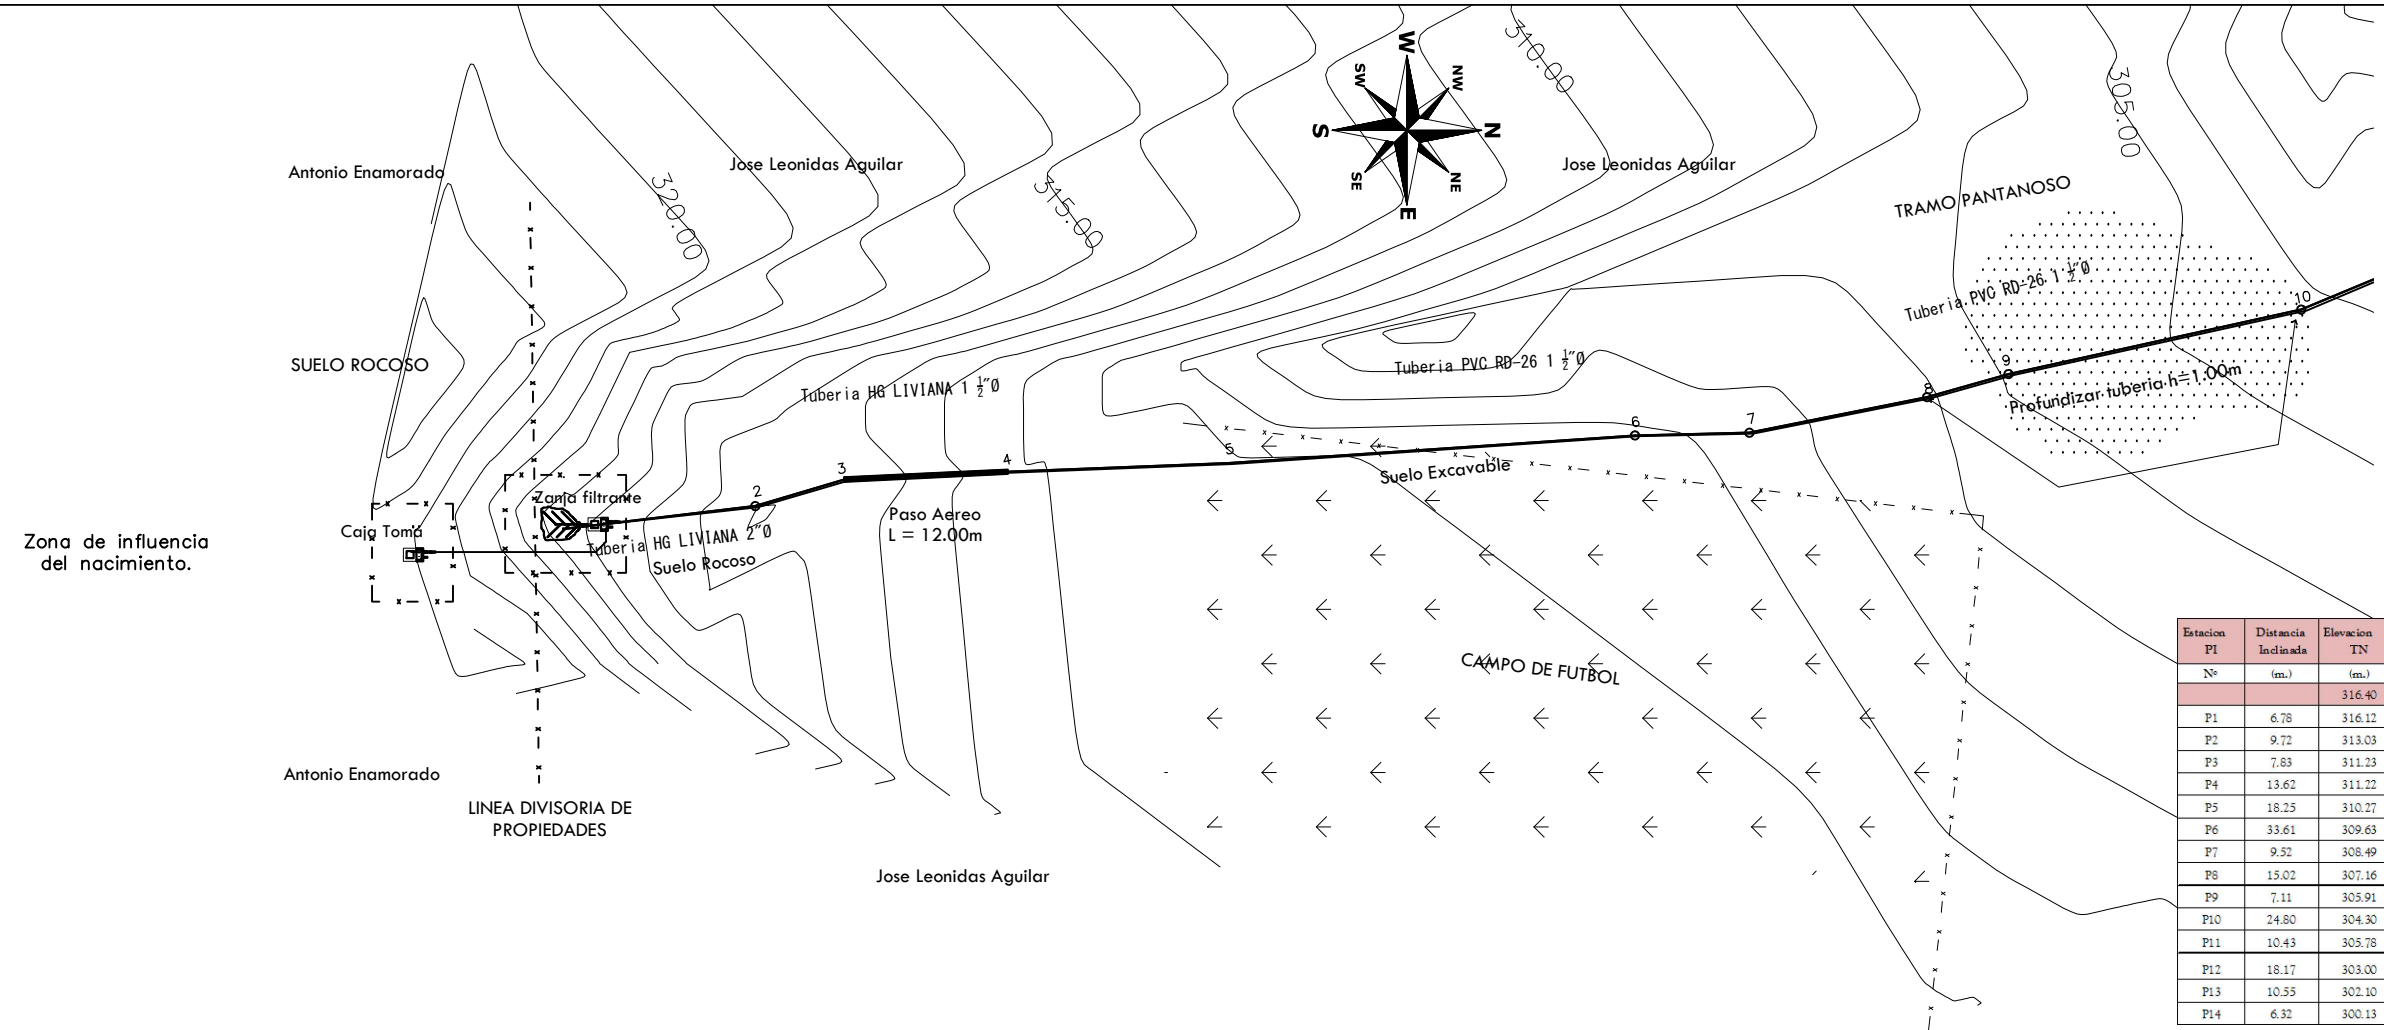 310.00
305.00
W
SW
NW
S
N
SE
NE
E
Antonio Enamorado
Jose Leonidas Aguilar
Jose Leonidas Aguilar
320.00
315.00
TRAMO PANTANOSO
Tuberia PVC RD-26 1 ½"Ø
10
SUELO ROCOSO
Tuberia HG LIVIANA 1 ½"Ø
Tuberia PVC RD-26 1 ½"Ø
9
8
Profundizar tuberia h=1.00m
7
6
5
4
3
2
Suelo Excavable
Zanja filtrante
Caja Toma
Tuberia HG LIVIANA 2"Ø
Suelo Rocoso
Paso Aereo
L = 12.00m
Zona de influencia
del nacimiento.
CAMPO DE FUTBOL
Antonio Enamorado
LINEA DIVISORIA DE
PROPIEDADES
Jose Leonidas Aguilar
Estacion PI Distancia Inclinada Elevacion TN
Nº (m.) (m.)
316.40
P1 6.78 316.12
P2 9.72 313.03
P3 7.83 311.23
P4 13.62 311.22
P5 18.25 310.27
P6 33.61 309.63
P7 9.52 308.49
P8 15.02 307.16
P9 7.11 305.91
P10 24.80 304.30
P11 10.43 305.78
P12 18.17 303.00
P13 10.55 302.10
P14 6.32 300.13